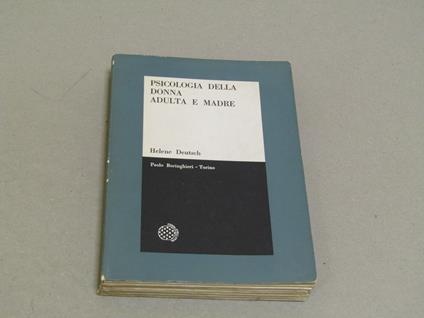 PSICOLOGIA DELLA
DONNA
ADULTA E MADRE
Helene Deutsch
Paolo Boringhieri - Torino